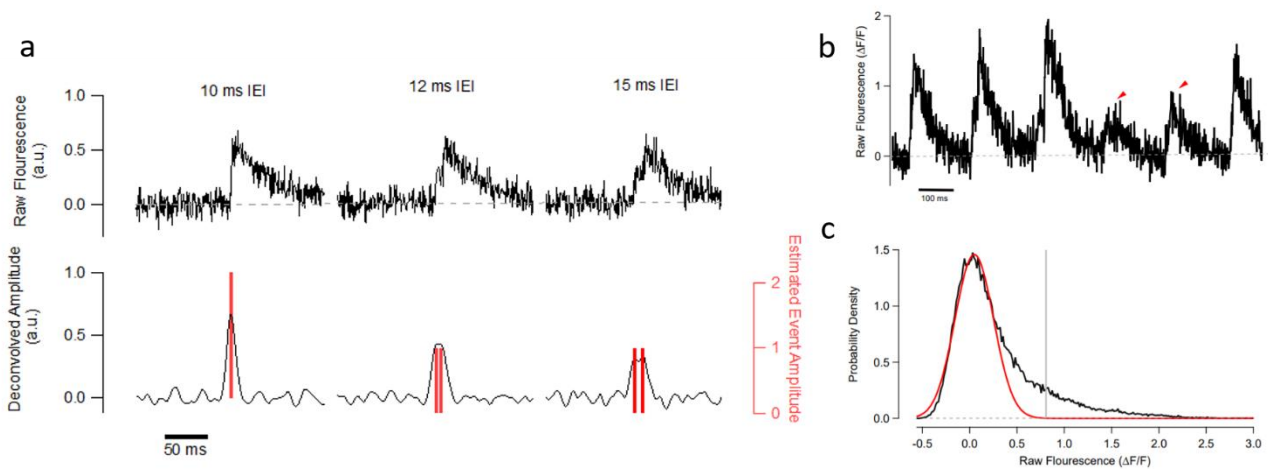 a
10 ms IEI
12 ms IEI
15 ms IEI
Raw Flourescence
(a.u.)
1.0
0.5
0.0
Deconvolved Amplitude
(a.u.)
1.0
0.5
0.0
50 ms
Estimated Event Amplitude
2
1
0
b
Raw Flourescence (ΔF/F)
2
1
0
100 ms
c
Probability Density
1.5
1.0
0.5
0.0
-0.5 0.0 0.5 1.0 1.5 2.0 2.5 3.0
Raw Flourescence (ΔF/F)